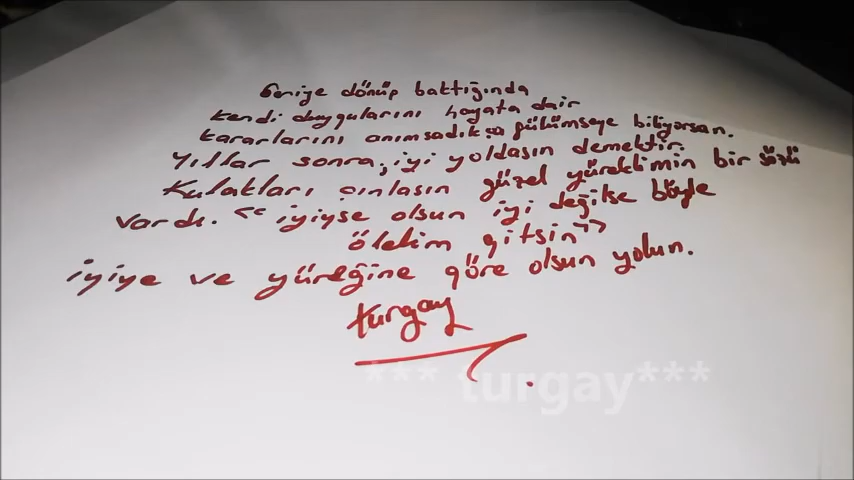 Geriye dönüp baktığında
kendi duygularını hayata dair
kararlarını anımsadıkça gülümseye biliyorsan.
Yıllar sonra, iyi yoldasın demektir.
Kulakları çınlasın güzel yüreklimin bir sözü
vardı. << iyiyse olsun iyi değilse böyle
ölelim gitsin >>
iyiye ve yüreğine göre olsun yolun.
turgay
*** turgay***